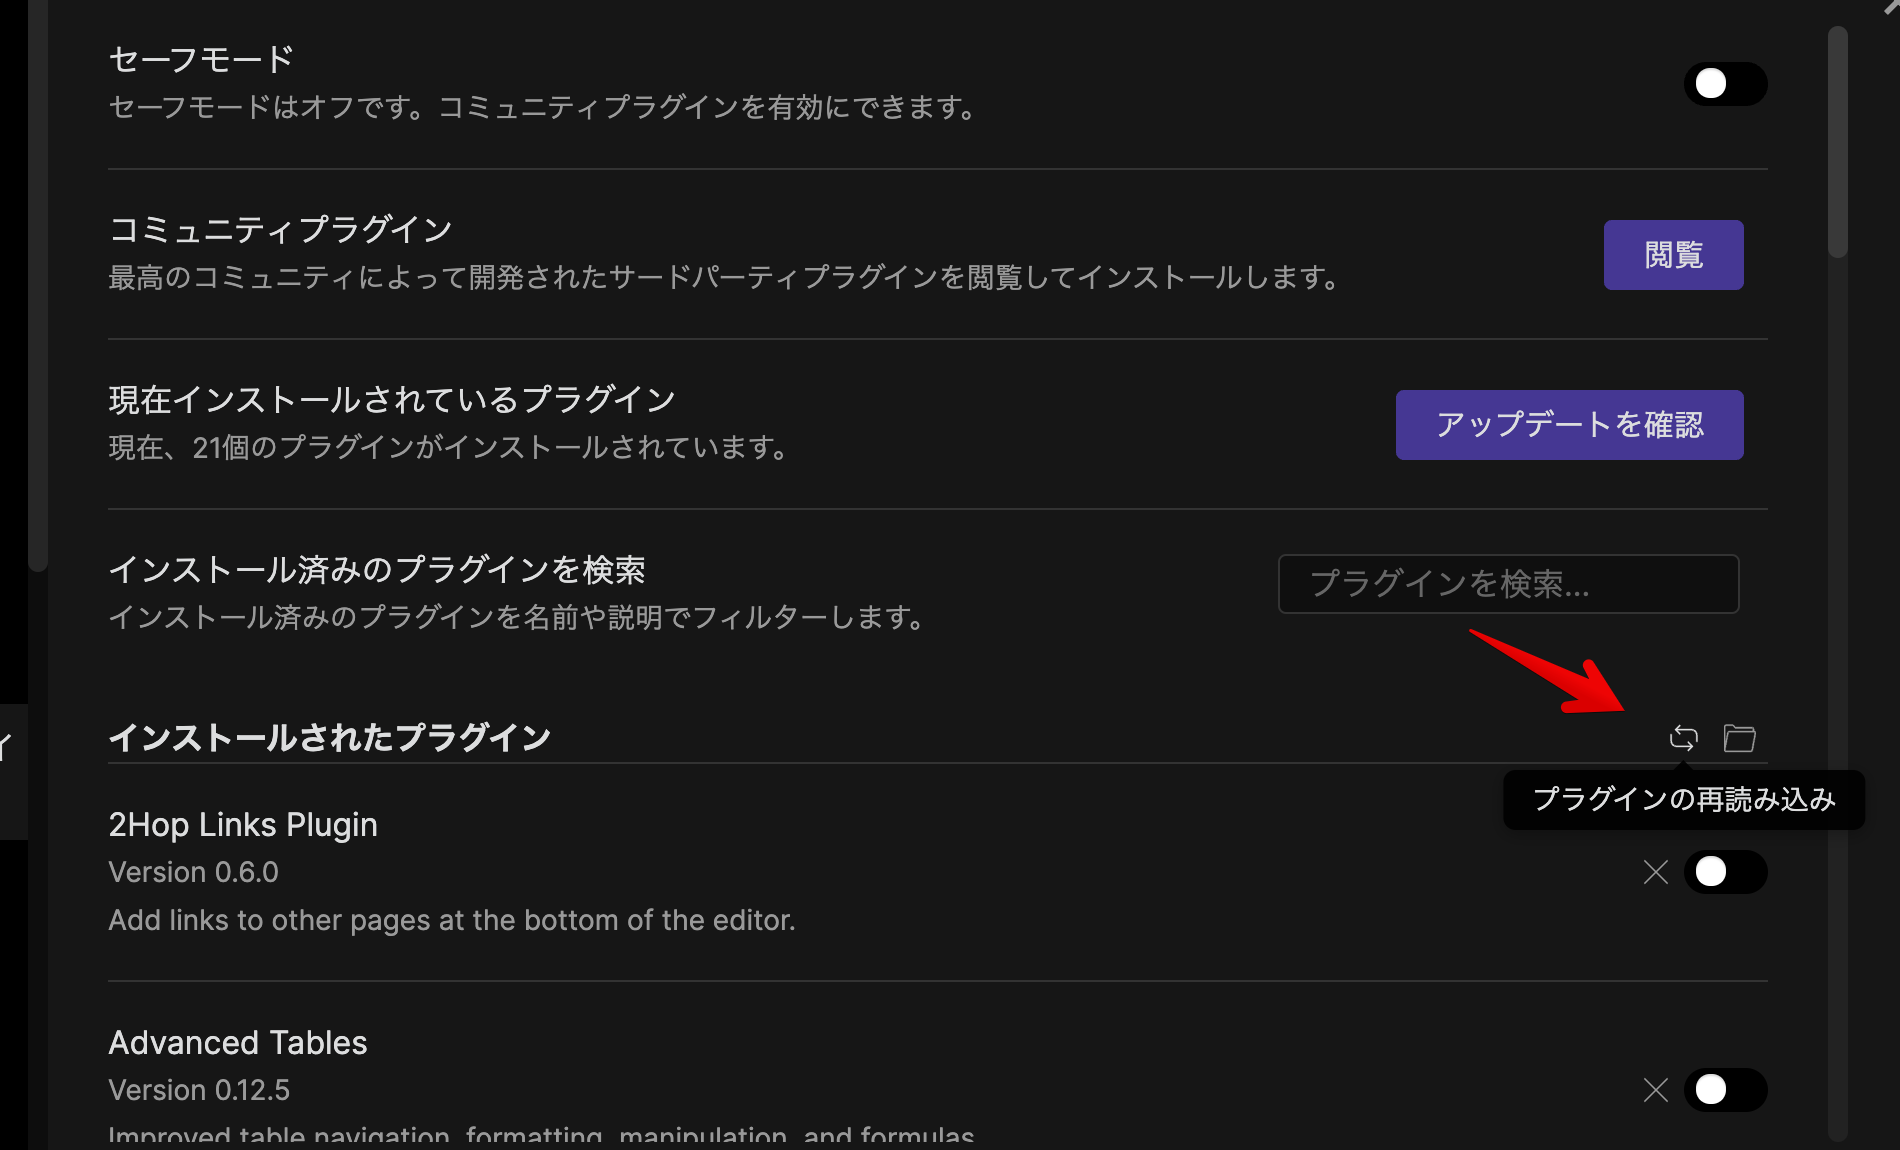 セーフモード
セーフモードはオフです。コミュニティプラグインを有効にできます。
コミュニティプラグイン
最高のコミュニティによって開発されたサードパーティプラグインを閲覧してインストールします。
閲覧
現在インストールされているプラグイン
現在、21個のプラグインがインストールされています。
アップデートを確認
インストール済みのプラグインを検索
インストール済みのプラグインを名前や説明でフィルターします。
プラグインを検索...
インストールされたプラグイン
プラグインの再読み込み
2Hop Links Plugin
Version 0.6.0
Add links to other pages at the bottom of the editor.
Advanced Tables
Version 0.12.5
Improved table navigation, formatting, manipulation, and formulas